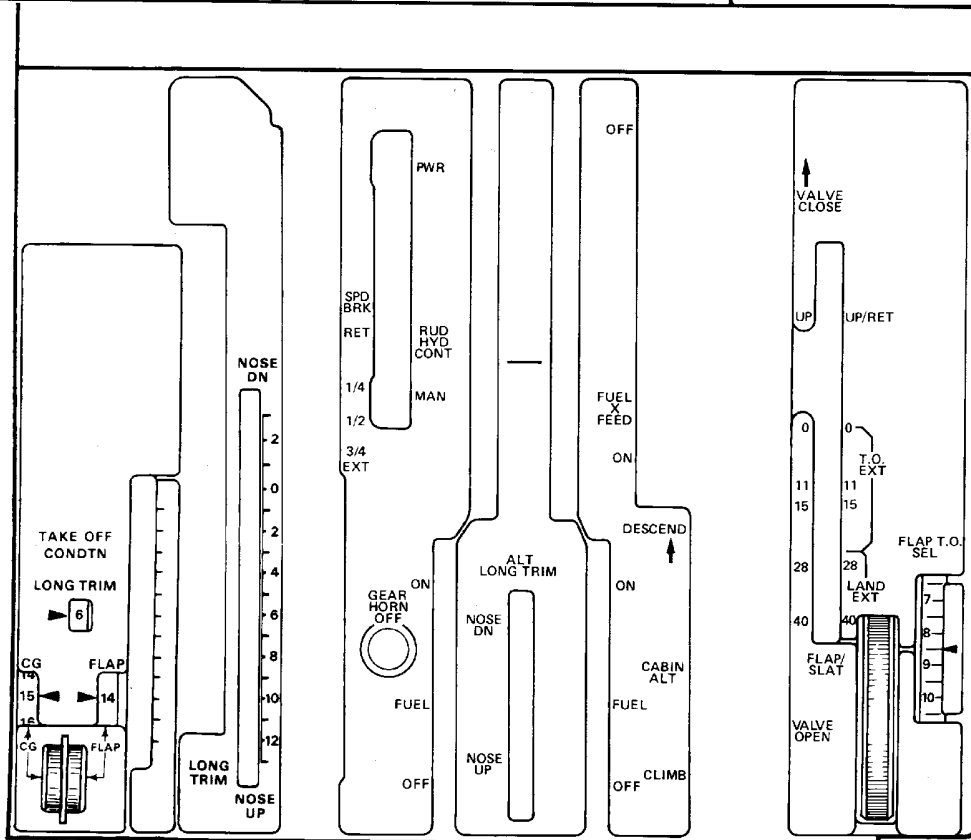 TAKE OFF
CONDTN
LONG TRIM
6
CG
FLAP
14
15
16
14
CG
FLAP
NOSE
DN
2
0
2
4
6
8
10
12
LONG
TRIM
NOSE
UP
PWR
SPD
BRK
RET
RUD
HYD
CONT
1/4
MAN
1/2
3/4
EXT
ON
GEAR
HORN
OFF
FUEL
OFF
ALT
LONG TRIM
NOSE
DN
NOSE
UP
OFF
FUEL
X
FEED
ON
DESCEND
ON
CABIN
ALT
FUEL
OFF
CLIMB
VALVE
CLOSE
UP
UP/RET
0
0
T.O.
EXT
11
11
15
15
28
28
LAND
EXT
40
40
FLAP/
SLAT
VALVE
OPEN
FLAP T.O.
SEL
7
8
9
10